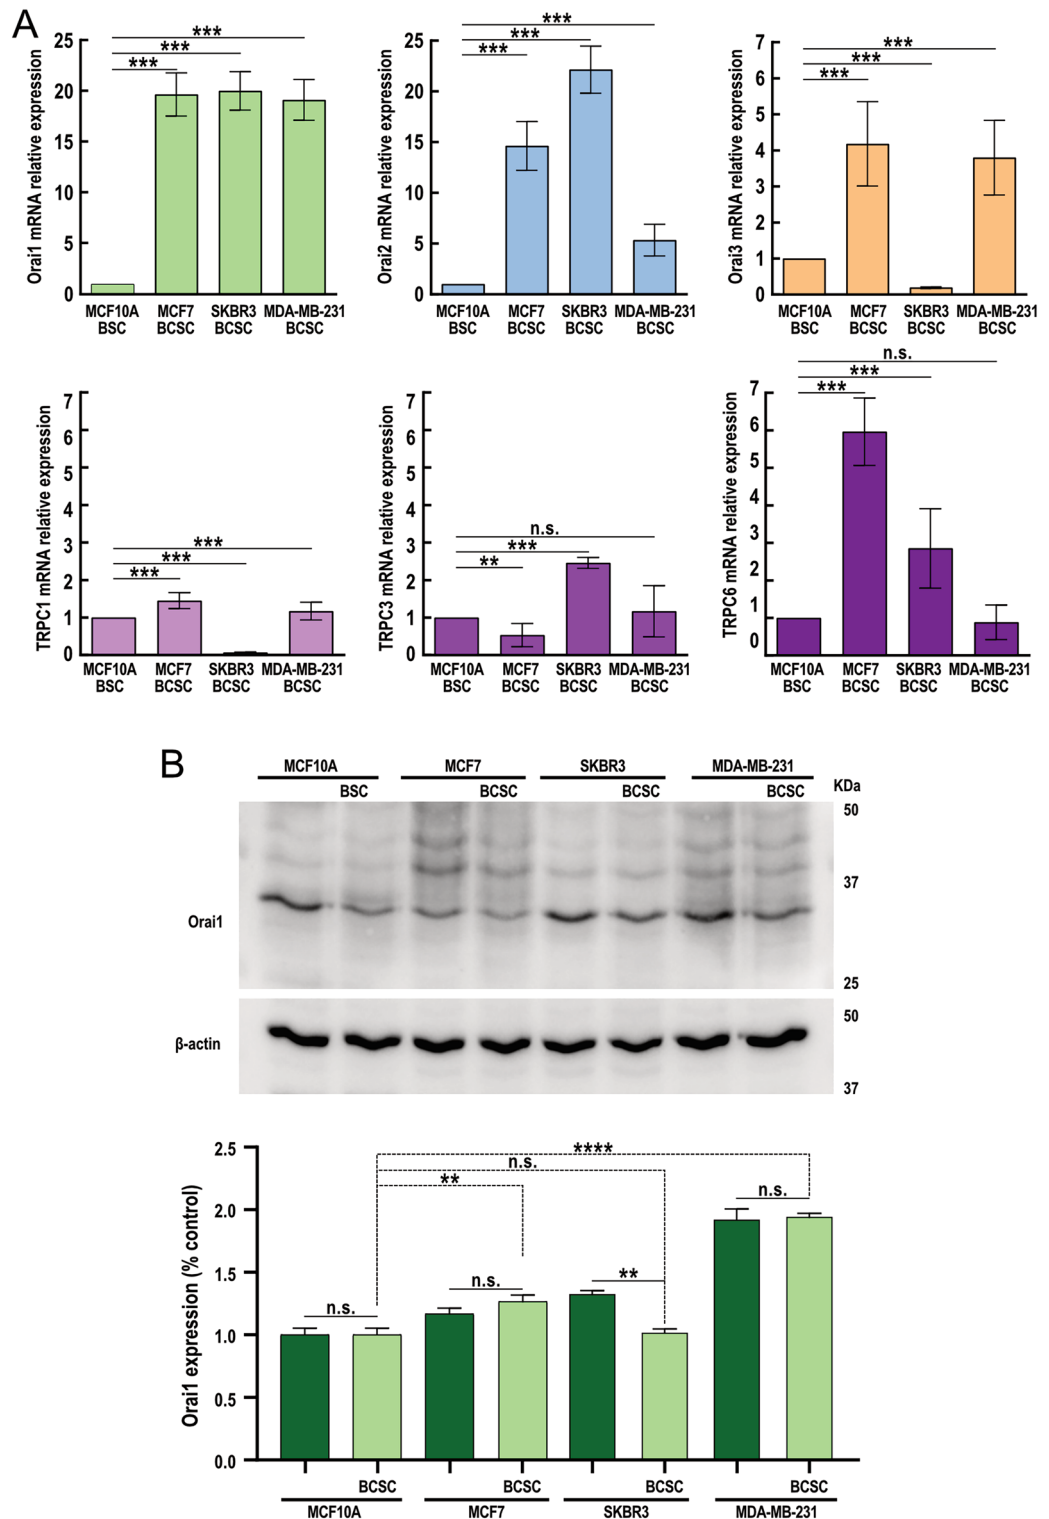 A
Orai1 mRNA relative expression
25
20
15
10
5
0
***
***
***
MCF10A BSC
MCF7 BCSC
SKBR3 BCSC
MDA-MB-231 BCSC
Orai2 mRNA relative expression
25
20
15
10
5
0
***
***
***
MCF10A BSC
MCF7 BCSC
SKBR3 BCSC
MDA-MB-231 BCSC
Orai3 mRNA relative expression
7
6
5
4
3
2
1
0
***
***
***
MCF10A BSC
MCF7 BCSC
SKBR3 BCSC
MDA-MB-231 BCSC
TRPC1 mRNA relative expression
7
6
5
4
3
2
1
0
***
***
***
MCF10A BSC
MCF7 BCSC
SKBR3 BCSC
MDA-MB-231 BCSC
TRPC3 mRNA relative expression
7
6
5
4
3
2
1
0
n.s.
***
**
MCF10A BSC
MCF7 BCSC
SKBR3 BCSC
MDA-MB-231 BCSC
TRPC6 mRNA relative expression
7
6
5
4
3
2
1
0
n.s.
***
***
MCF10A BSC
MCF7 BCSC
SKBR3 BCSC
MDA-MB-231 BCSC
B
MCF10A MCF7 SKBR3 MDA-MB-231
BSC BCSC BCSC BCSC KDa
50
37
Orai1
25
50
β-actin
37
Orai1 expression (% control)
2.5
2.0
1.5
1.0
0.5
0.0
****
n.s.
**
n.s.
n.s.
**
n.s.
BCSC BCSC BCSC BCSC
MCF10A MCF7 SKBR3 MDA-MB-231